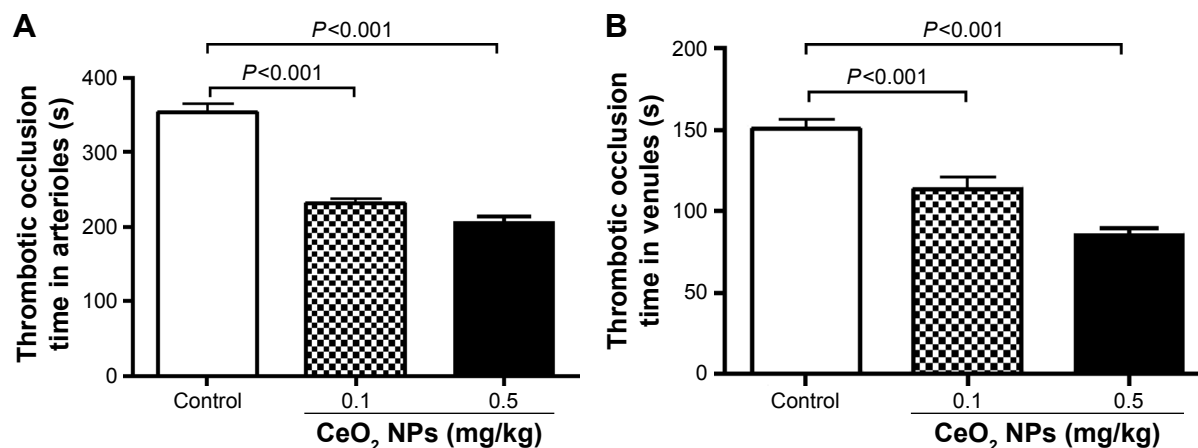 A
P<0.001
P<0.001
Thrombotic occlusion
time in arterioles (s)
400
300
200
100
0
Control
0.1
0.5
CeO₂ NPs (mg/kg)
B
P<0.001
P<0.001
Thrombotic occlusion
time in venules (s)
200
150
100
50
0
Control
0.1
0.5
CeO₂ NPs (mg/kg)